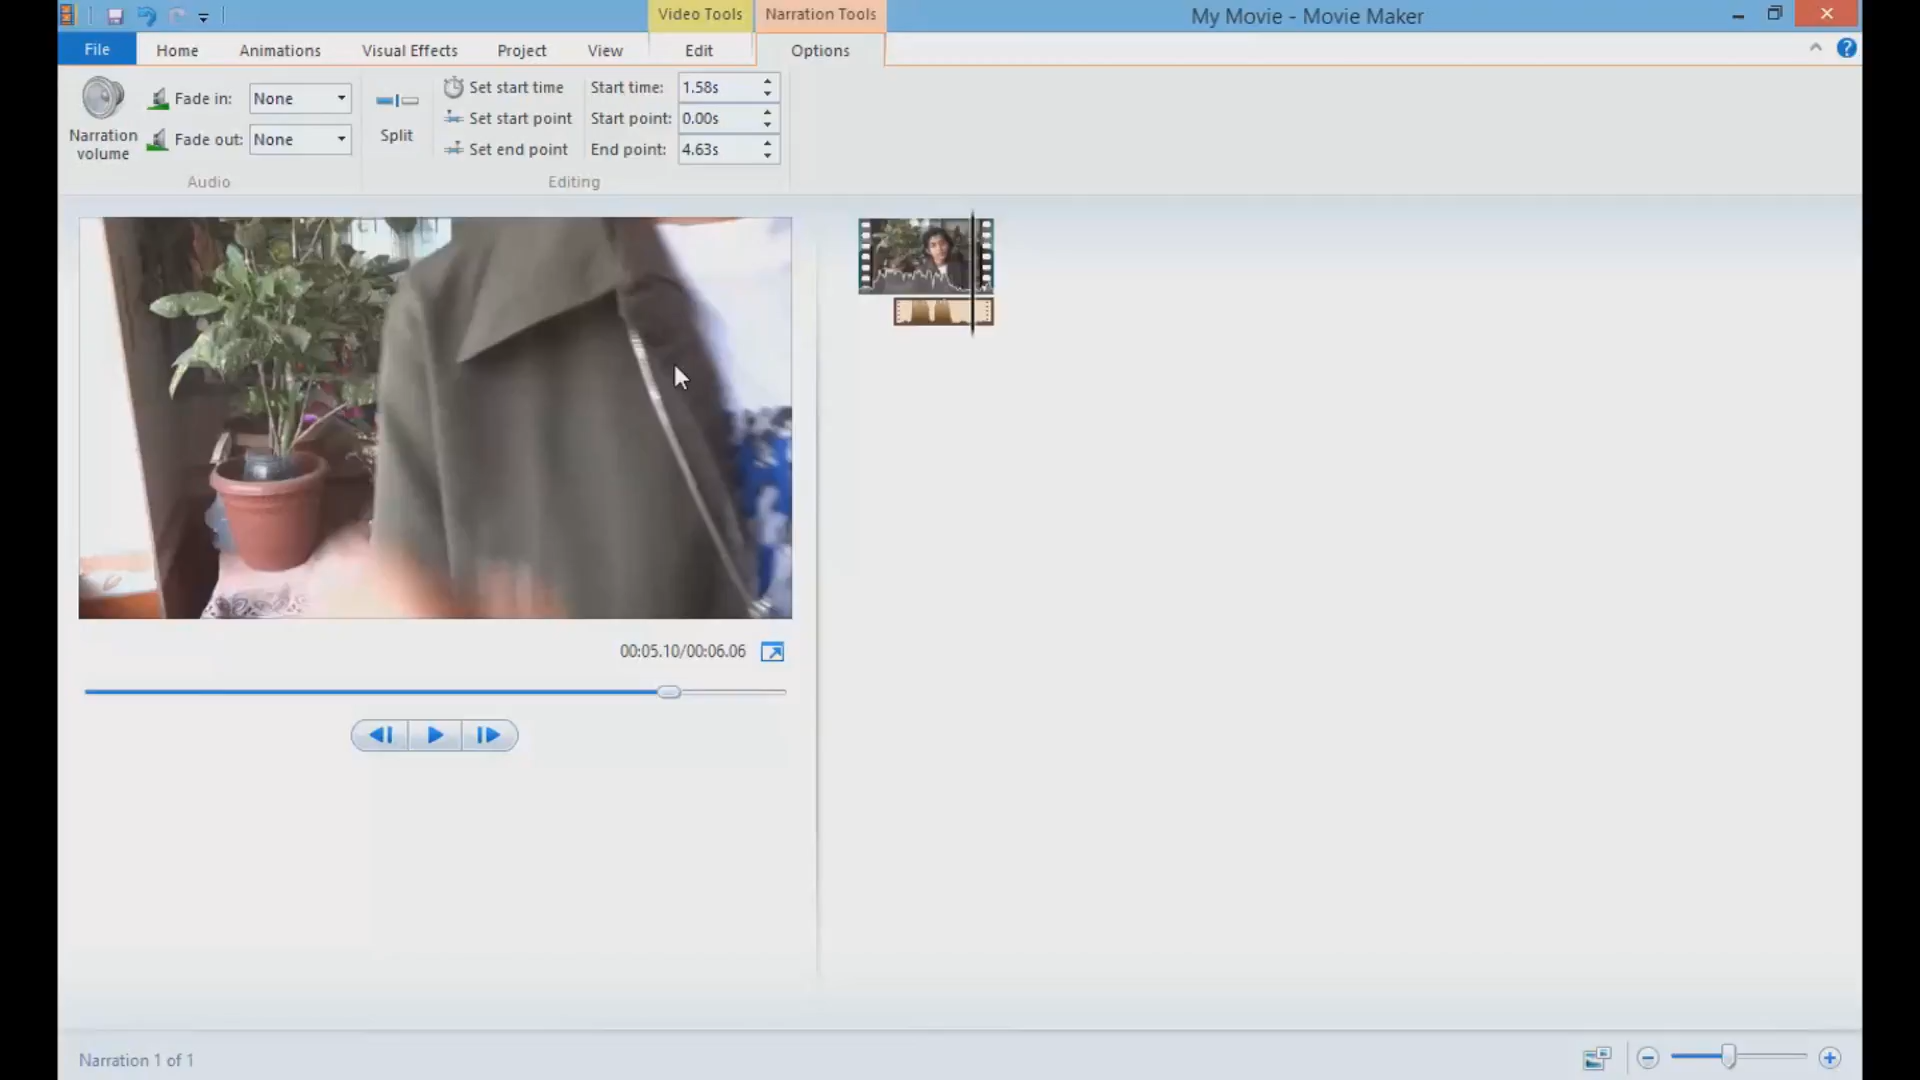 Video Tools
Narration Tools
My Movie - Movie Maker
File
Home
Animations
Visual Effects
Project
View
Edit
Options
Narration
volume
Fade in:
None
Fade out:
None
Audio
Split
Set start time
Set start point
Set end point
Start time:
1.58s
Start point:
0.00s
End point:
4.63s
Editing
00:05.10/00:06.06
Narration 1 of 1